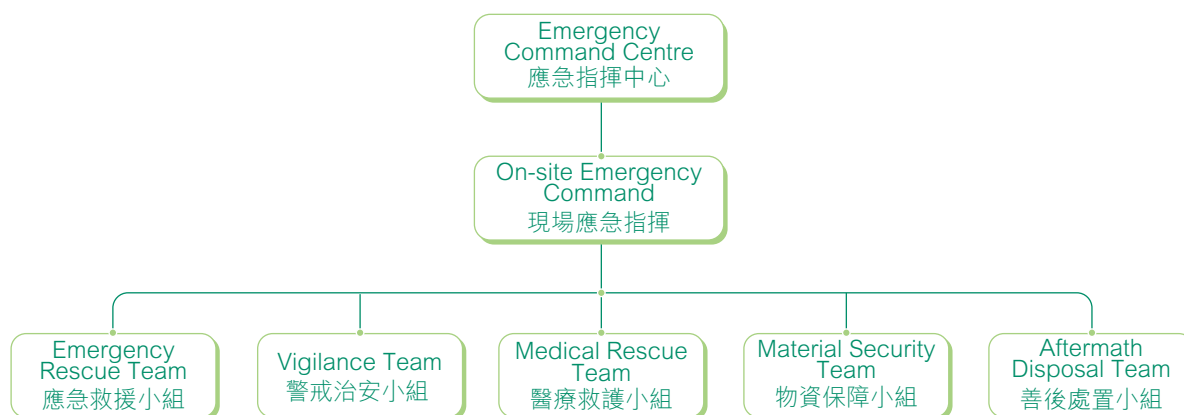 Emergency
Command Centre
應急指揮中心
On-site Emergency
Command
現場應急指揮
Emergency
Rescue Team
應急救援小組
Vigilance Team
警戒治安小組
Medical Rescue
Team
醫療救護小組
Material Security
Team
物資保障小組
Aftermath
Disposal Team
善後處置小組